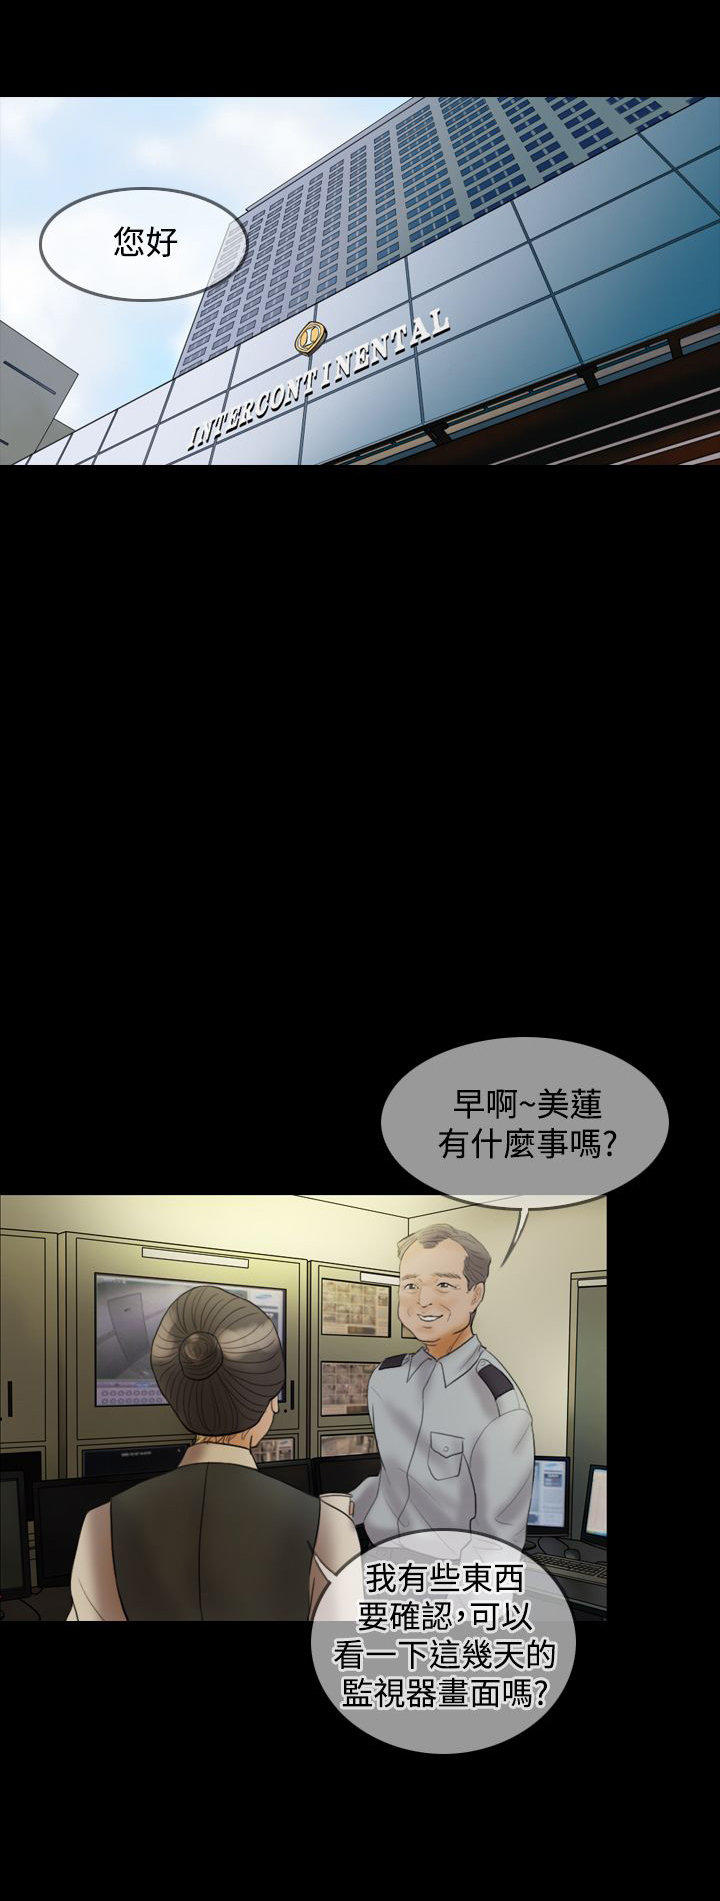 您好
INTERCONTINENTAL
早啊~美蓮
有什麼事嗎?
我有些東西
要確認,可以
看一下這幾天的
監視器畫面嗎?